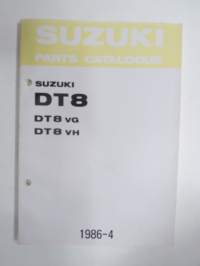 SUZUKI
PARTS CATALOGUE
SUZUKI
DT8
DT8 VG
DT8 VH
1986-4